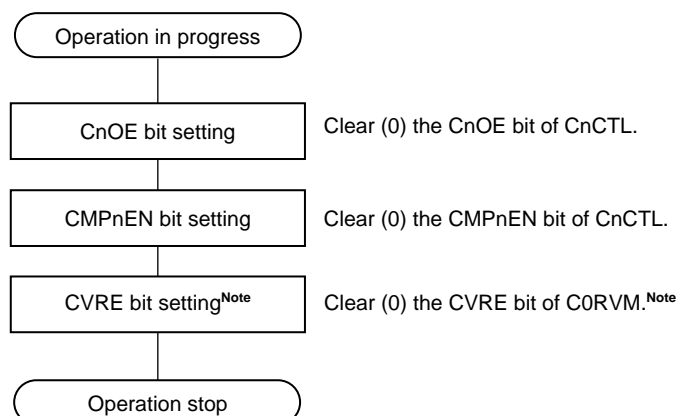 Operation in progress
CnOE bit setting
Clear (0) the CnOE bit of CnCTL.
CMPnEN bit setting
Clear (0) the CMPnEN bit of CnCTL.
CVRE bit settingNote
Clear (0) the CVRE bit of C0RVM.Note
Operation stop